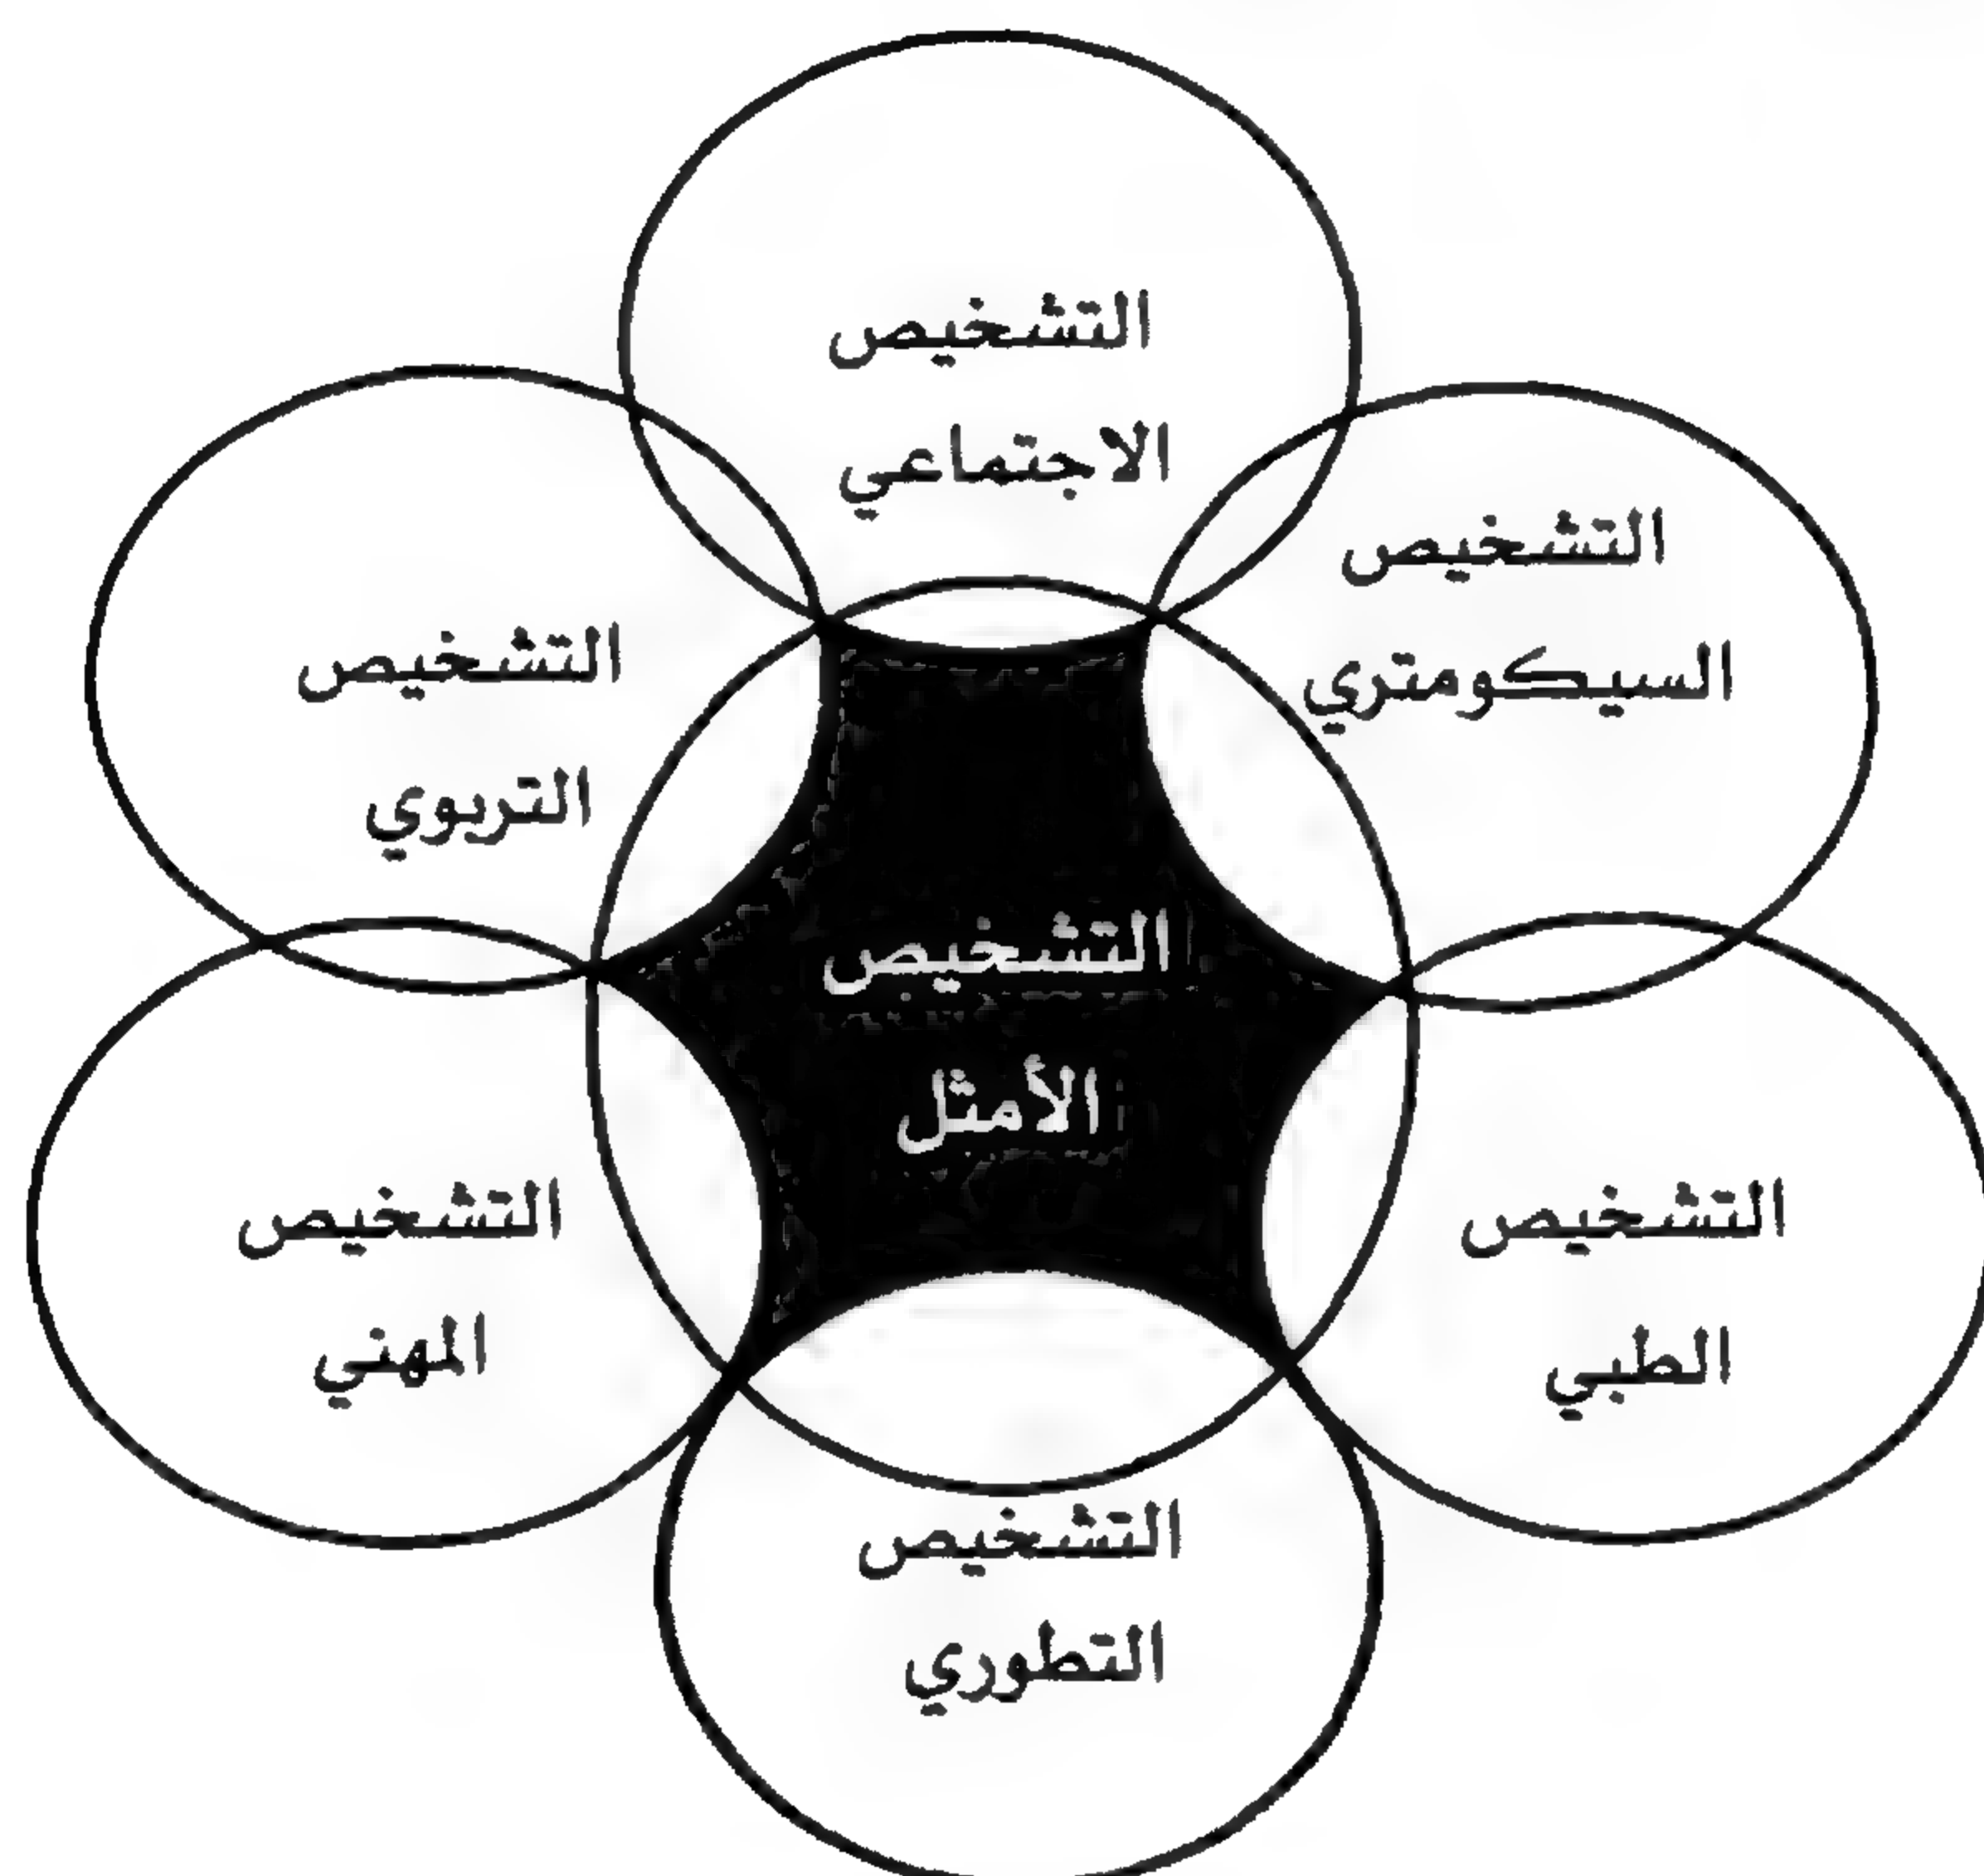 التشخيص
الاجتماعي
التشخيص
السيكومتري
التشخيص
التربوي
التشخيص
الأمثل
التشخيص
الطبي
التشخيص
المهني
التشخيص
التطوري